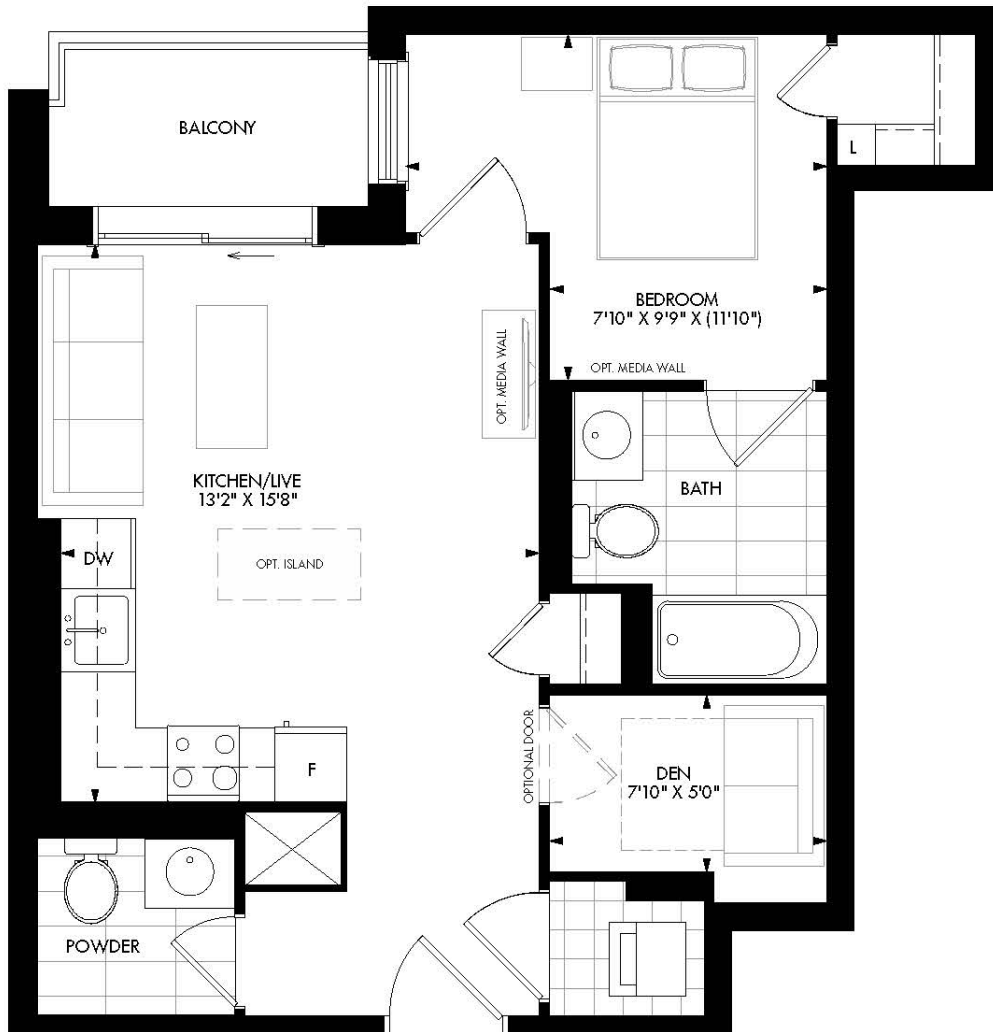 BALCONY
L
BEDROOM
7'10" X 9'9" X (11'10")
OPT. MEDIA WALL
OPT. MEDIA WALL
KITCHEN/LIVE
13'2" X 15'8"
BATH
DW
OPT. ISLAND
OPTIONAL DOOR
F
DEN
7'10" X 5'0"
POWDER